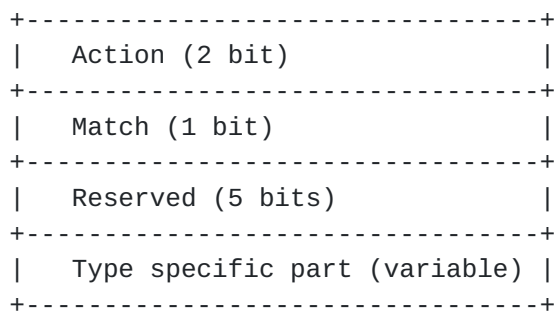 +---------------------------------+
|   Action (2 bit)                |
+---------------------------------+
|   Match (1 bit)                 |
+---------------------------------+
|   Reserved (5 bits)             |
+---------------------------------+
|   Type specific part (variable) |
+---------------------------------+